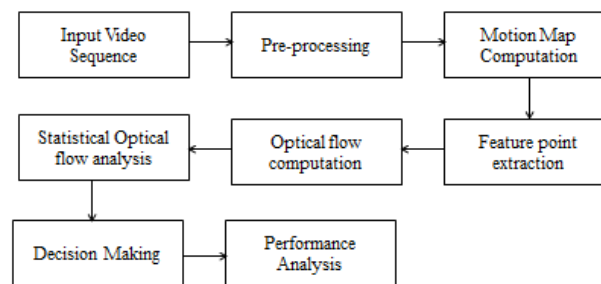 Input Video
Sequence
Pre-processing
Motion Map
Computation
Feature point
extraction
Optical flow
computation
Statistical Optical
flow analysis
Decision Making
Performance
Analysis